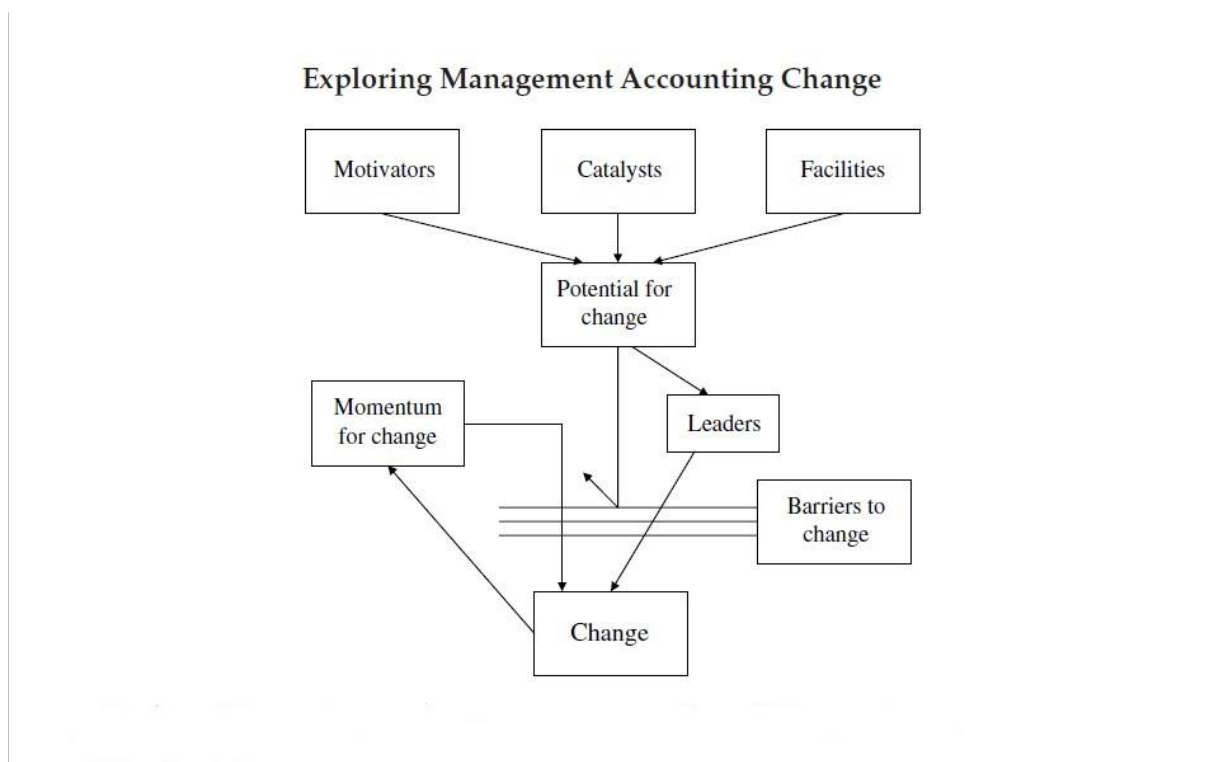 Exploring Management Accounting Change
Motivators
Catalysts
Facilities
Potential for
change
Momentum
for change
Leaders
Barriers to
change
Change